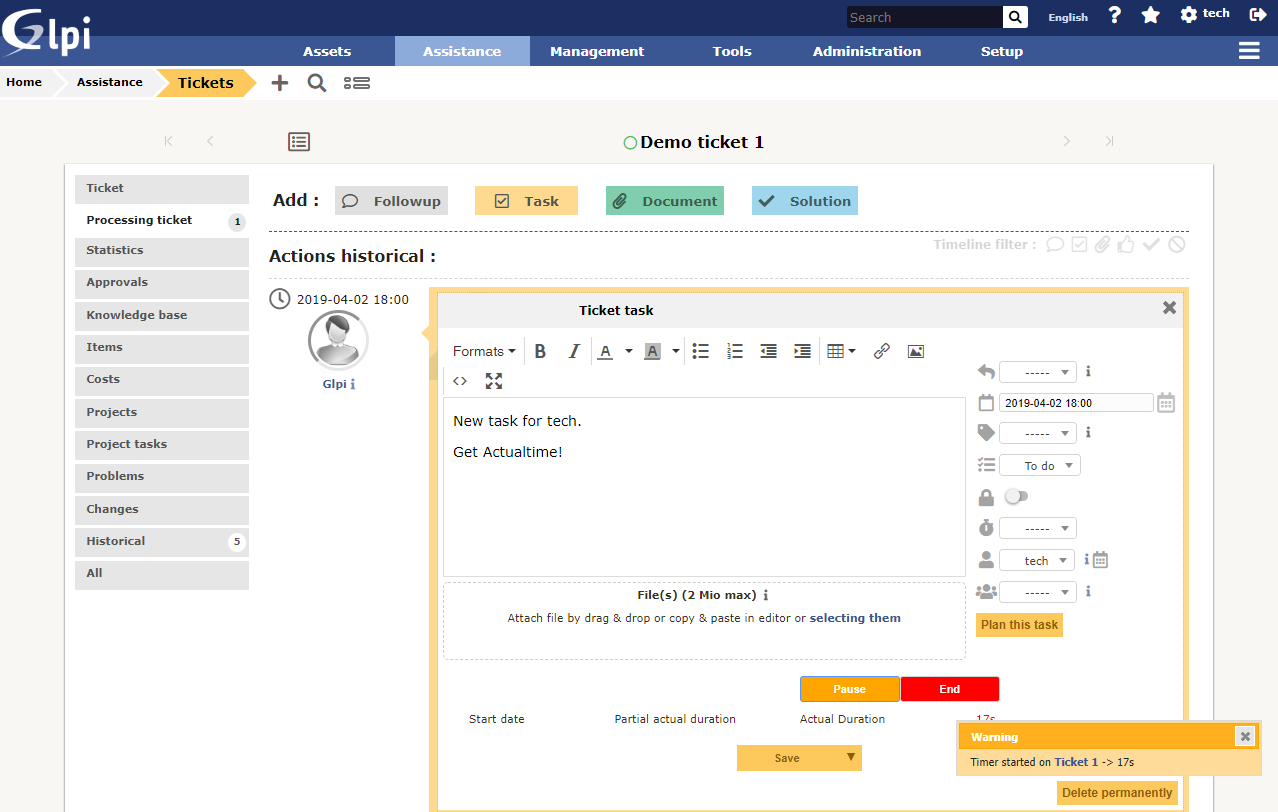 Glpi
Search
English
tech
Assets
Assistance
Management
Tools
Administration
Setup
Home
Assistance
Tickets
Demo ticket 1
Ticket
Processing ticket 1
Statistics
Approvals
Knowledge base
Items
Costs
Projects
Project tasks
Problems
Changes
Historical 5
All
Add :
Followup
Task
Document
Solution
Actions historical :
Timeline filter :
2019-04-02 18:00
Glpi
Ticket task
Formats
-----
2019-04-02 18:00
-----
To do
-----
tech
-----
Plan this task
New task for tech.
Get Actualtime!
File(s) (2 Mio max)
Attach file by drag & drop or copy & paste in editor or selecting them
Pause
End
Start date
Partial actual duration
Actual Duration
17s
Save
Warning
Timer started on Ticket 1 -> 17s
Delete permanently